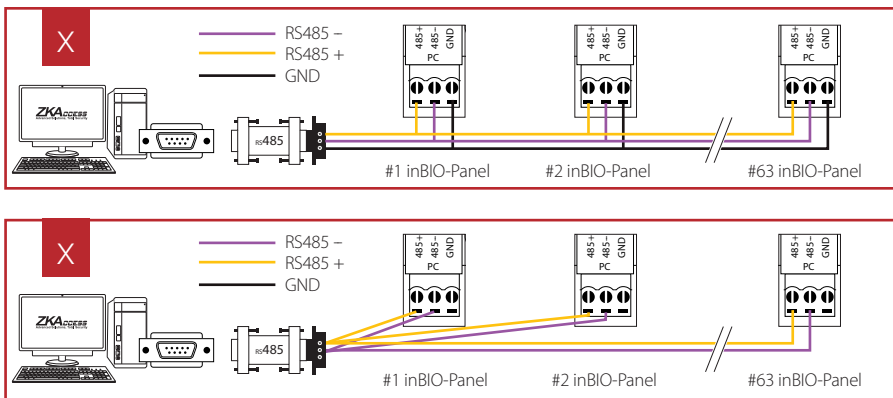 X
RS485 –
RS485 +
GND
485+
485–
GND
PC
485+
485–
GND
PC
485+
485–
GND
PC
ZKAccess
RS485
#1 inBIO-Panel
#2 inBIO-Panel
#63 inBIO-Panel
X
RS485 –
RS485 +
GND
485+
485–
GND
PC
485+
485–
GND
PC
485+
485–
GND
PC
ZKAccess
RS485
#1 inBIO-Panel
#2 inBIO-Panel
#63 inBIO-Panel